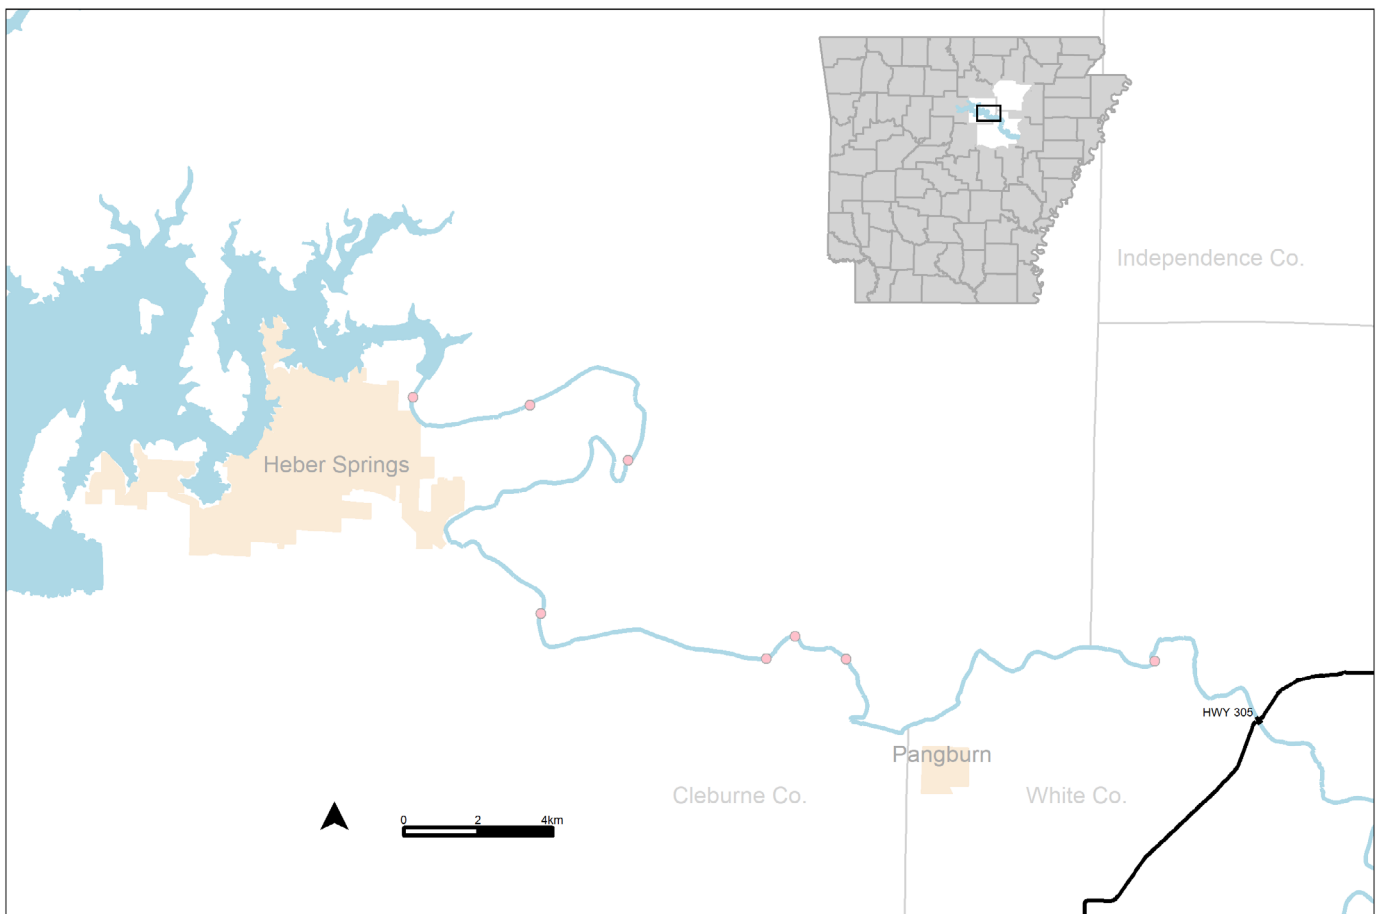 Independence Co.
Heber Springs
HWY 305
Pangburn
Cleburne Co.
White Co.
0 2 4km